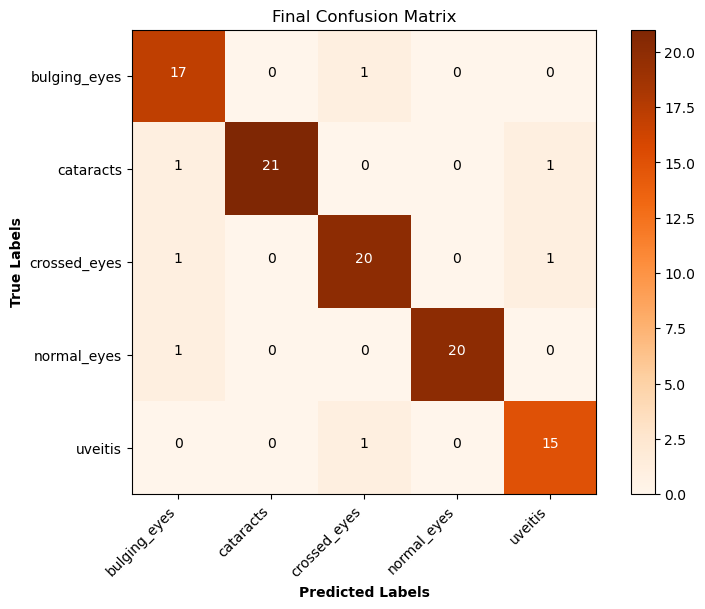 Final Confusion Matrix
True Labels
bulging_eyes 17 0 1 0 0
cataracts 1 21 0 0 1
crossed_eyes 1 0 20 0 1
normal_eyes 1 0 0 20 0
uveitis 0 0 1 0 15
bulging_eyes cataracts crossed_eyes normal_eyes uveitis
Predicted Labels
20.0
17.5
15.0
12.5
10.0
7.5
5.0
2.5
0.0